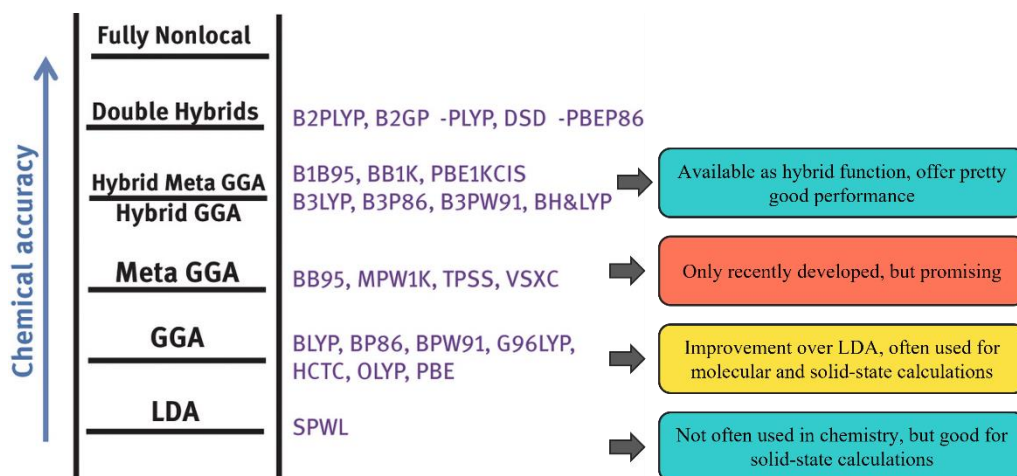 Chemical accuracy
Fully Nonlocal
Double Hybrids
B2PLYP, B2GP -PLYP, DSD -PBEP86
Hybrid Meta GGA
Hybrid GGA
B1B95, BB1K, PBE1KCIS
B3LYP, B3P86, B3PW91, BH&LYP
Available as hybrid function, offer pretty
good performance
Meta GGA
BB95, MPW1K, TPSS, VSXC
Only recently developed, but promising
GGA
BLYP, BP86, BPW91, G96LYP,
HCTC, OLYP, PBE
Improvement over LDA, often used for
molecular and solid-state calculations
LDA
SPWL
Not often used in chemistry, but good for
solid-state calculations